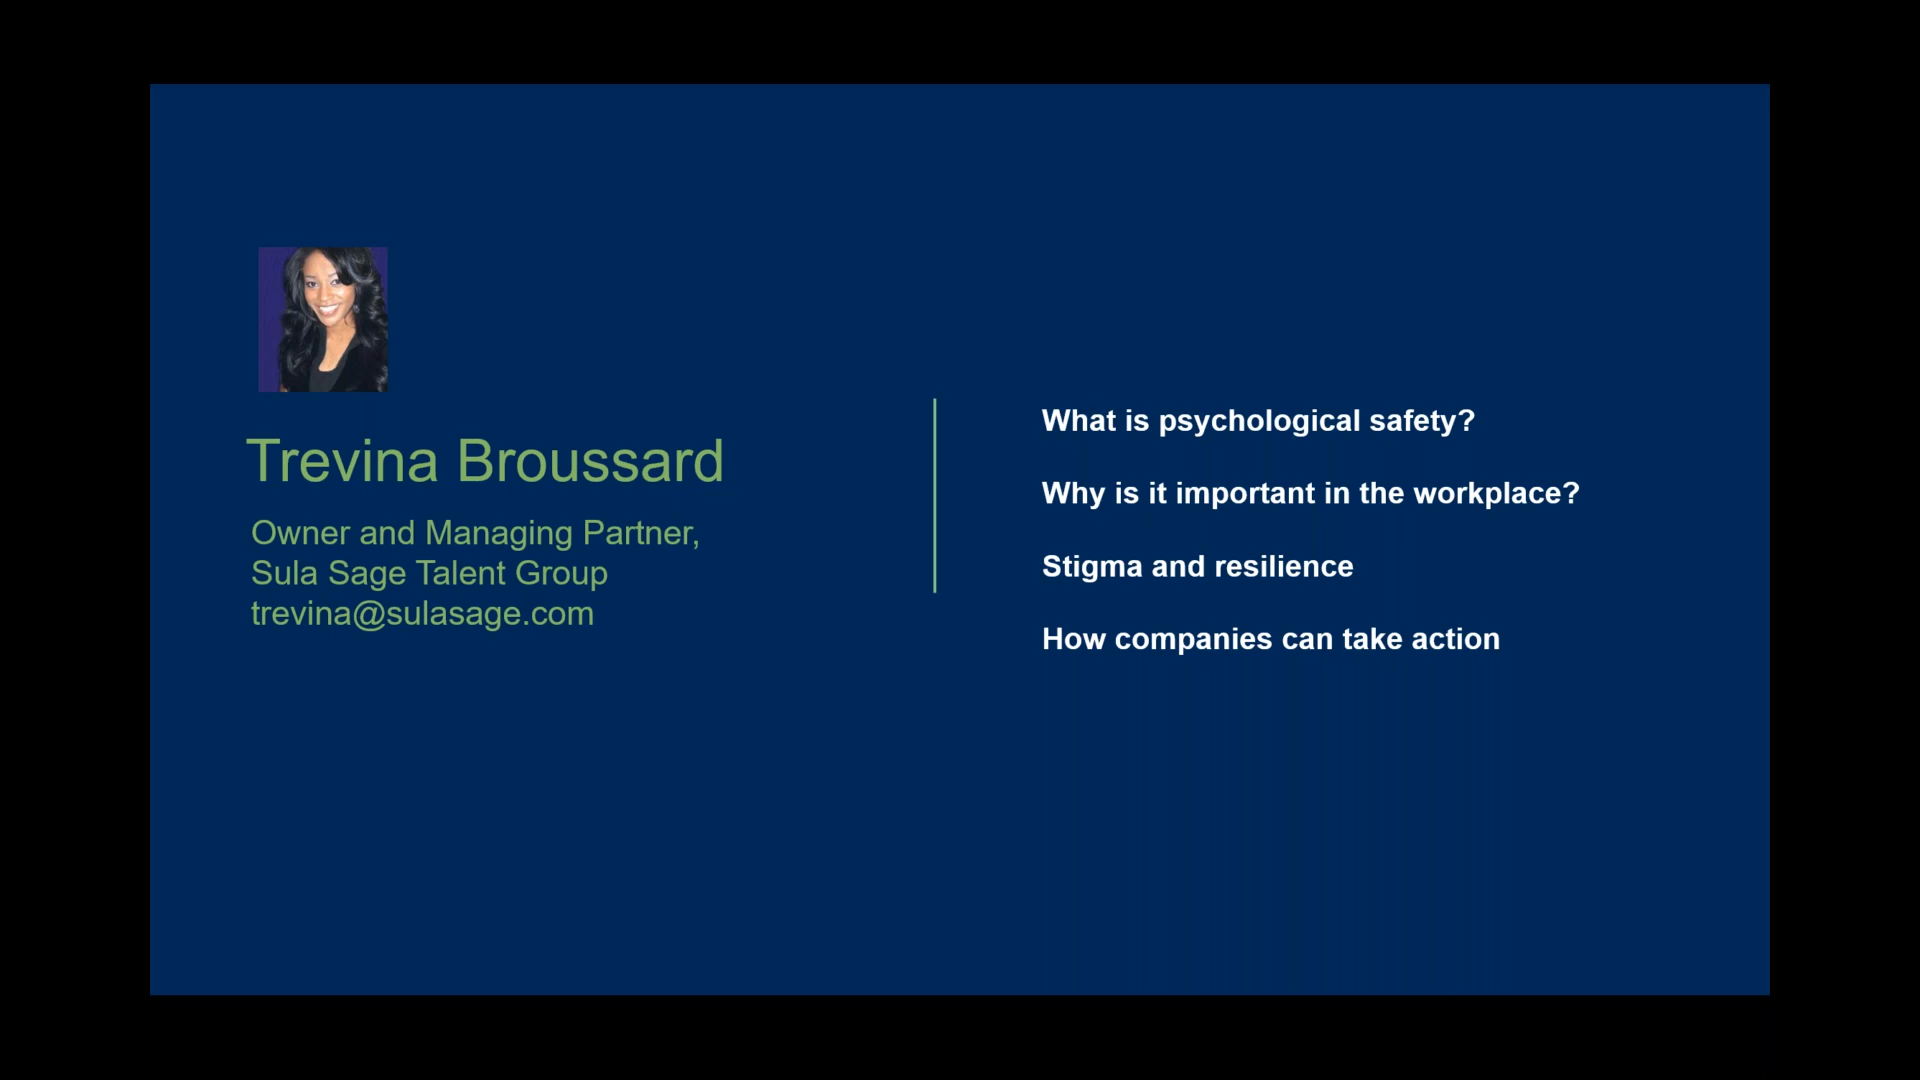 Trevina Broussard
Owner and Managing Partner,
Sula Sage Talent Group
trevina@sulasage.com
What is psychological safety?
Why is it important in the workplace?
Stigma and resilience
How companies can take action